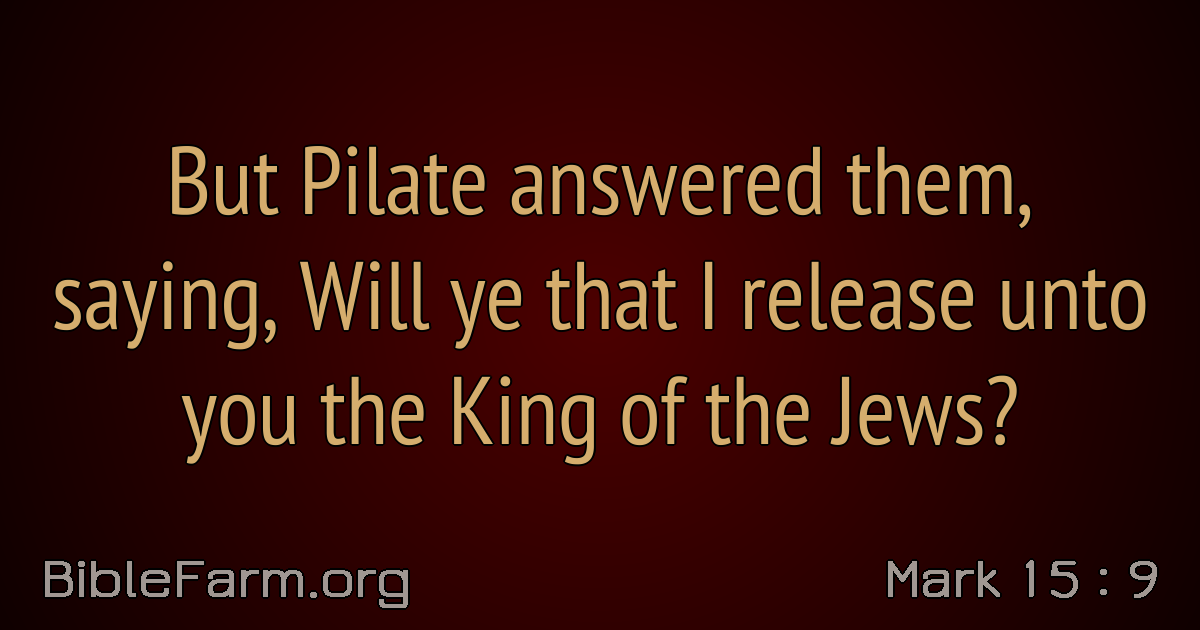 But Pilate answered them,
saying, Will ye that I release unto
you the King of the Jews?
BibleFarm.org
Mark 15 : 9